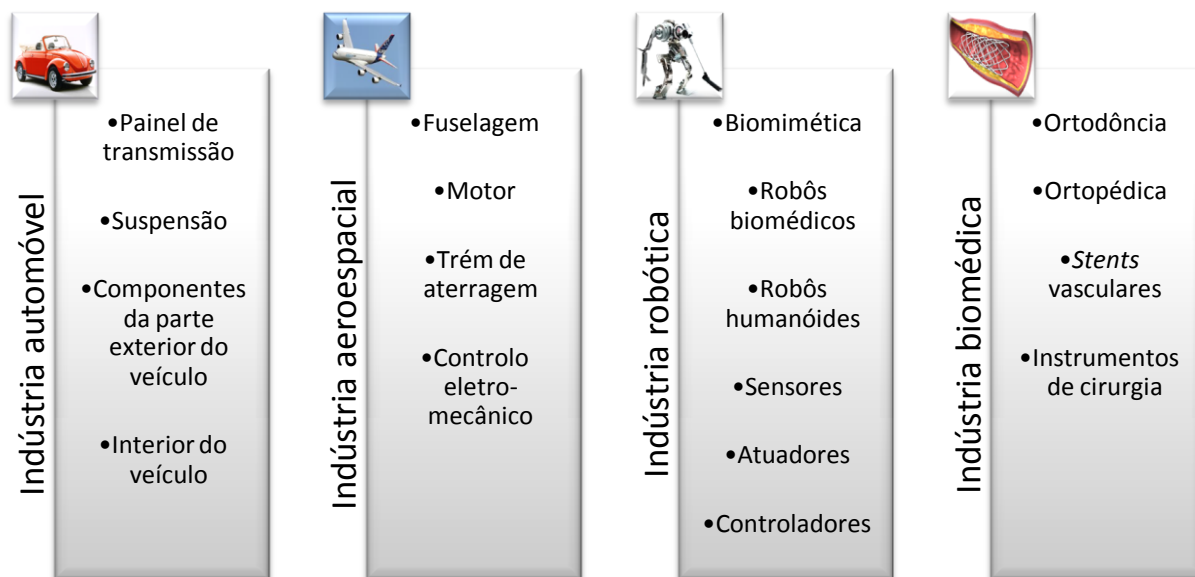 Indústria automóvel
•Painel de
transmissão
•Suspensão
•Componentes
da parte
exterior do
veículo
•Interior do
veículo
Indústria aeroespacial
•Fuselagem
•Motor
•Trém de
aterragem
•Controlo
eletro-
mecânico
Indústria robótica
•Biomimética
•Robôs
biomédicos
•Robôs
humanóides
•Sensores
•Atuadores
•Controladores
Indústria biomédica
•Ortodôncia
•Ortopédica
•Stents
vasculares
•Instrumentos
de cirurgia